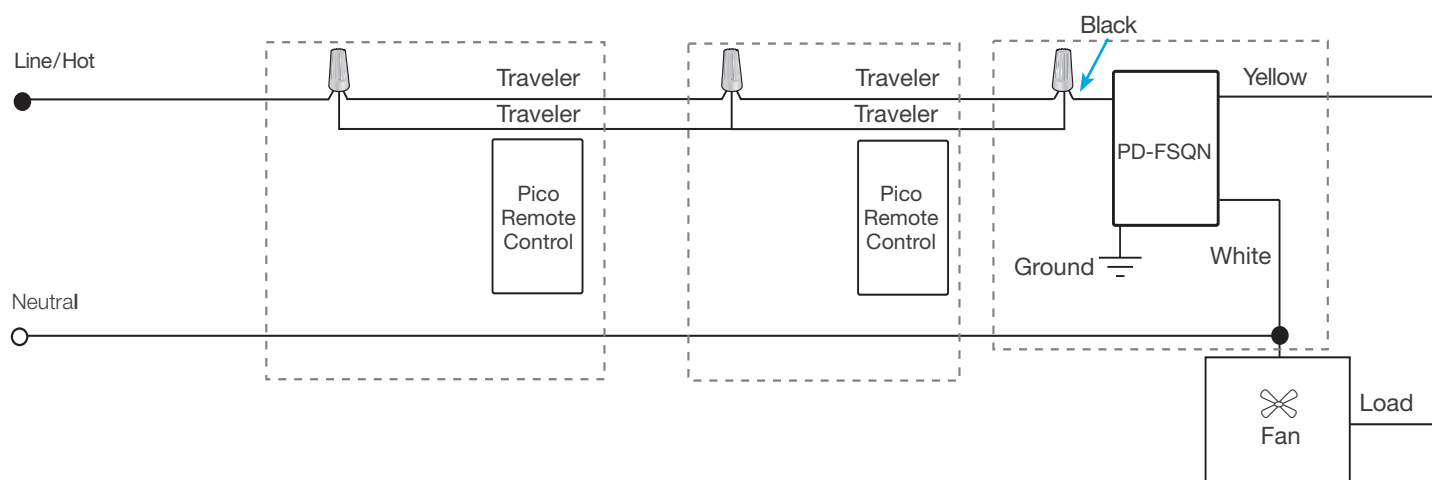 Black
Line/Hot
Traveler
Traveler
Yellow
Traveler
Traveler
PD-FSQN
Pico
Remote
Control
Pico
Remote
Control
Ground
White
Neutral
Load
Fan